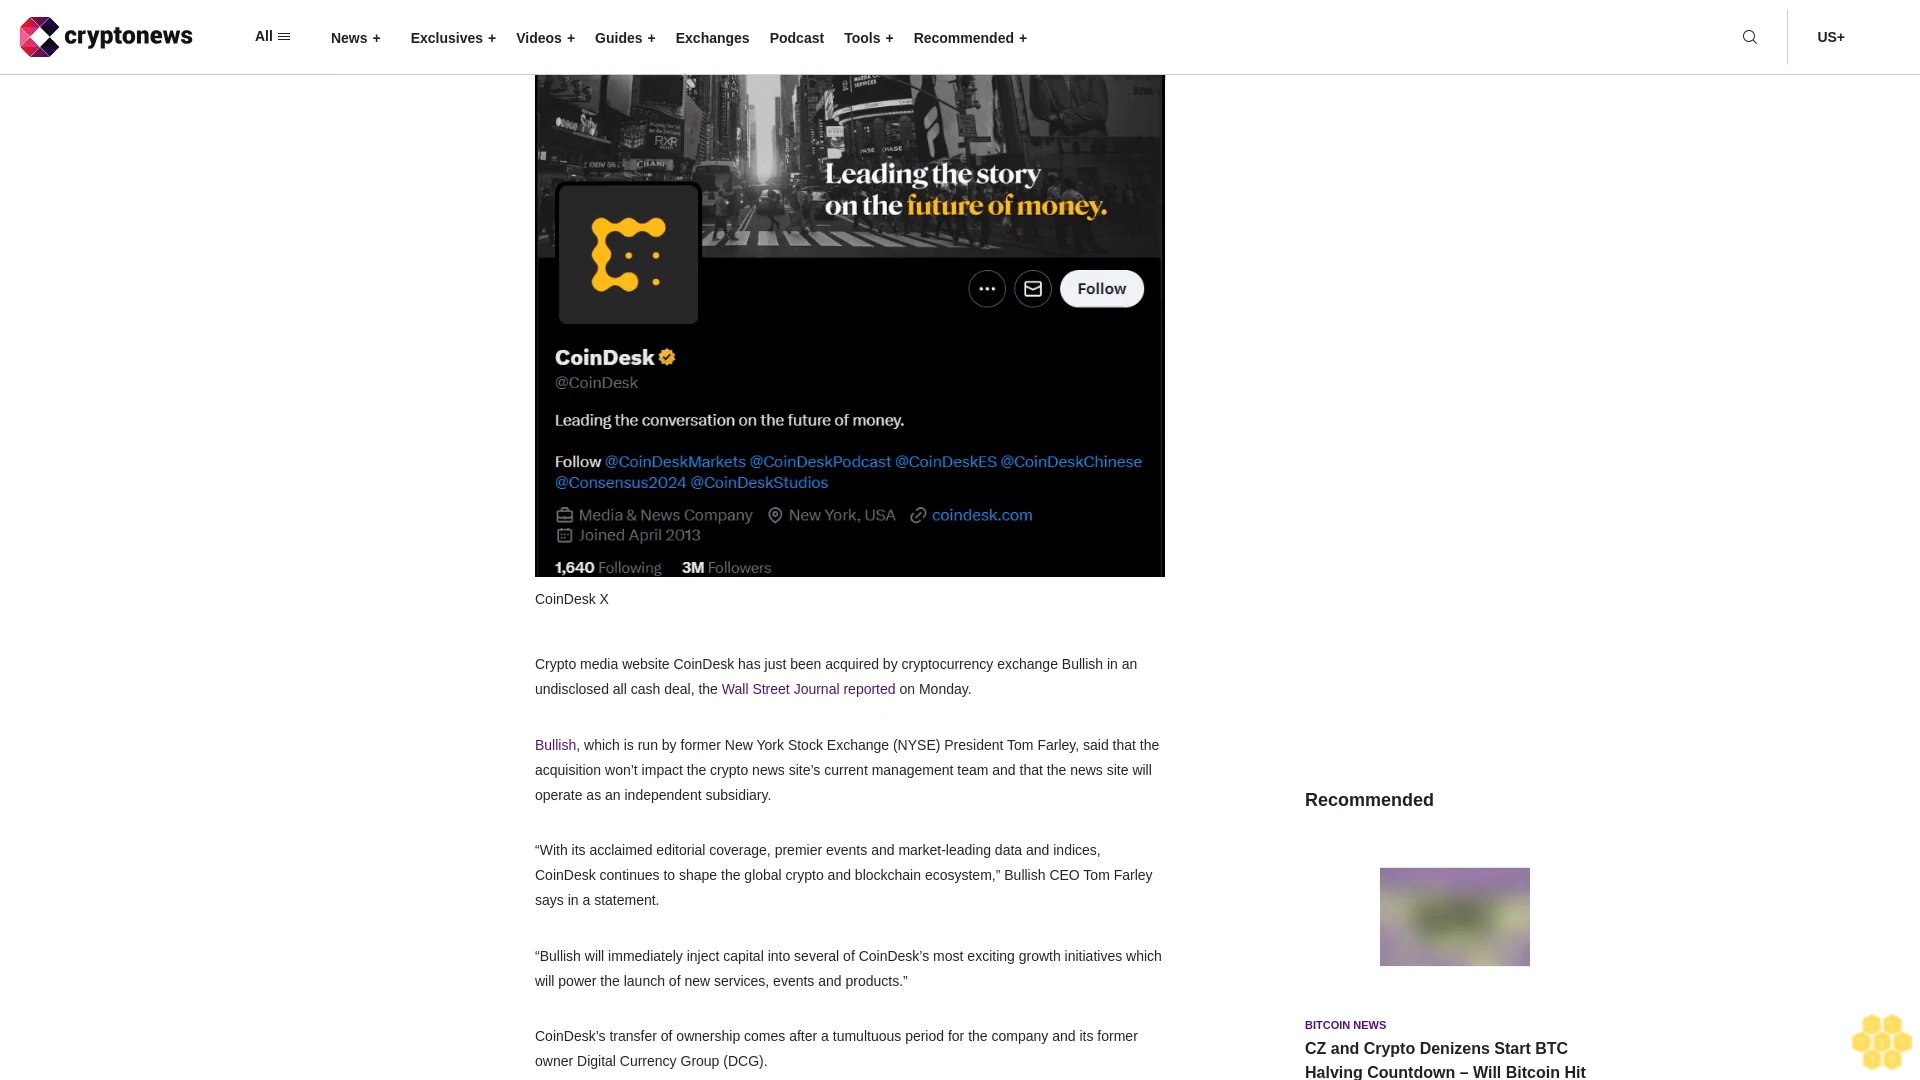 cryptonews
All
News +
Exclusives +
Videos +
Guides +
Exchanges
Podcast
Tools +
Recommended +
US+
RXR
CHAMPS
Leading the story
on the future of money.
Follow
CoinDesk
@CoinDesk
Leading the conversation on the future of money.
Follow @CoinDeskMarkets @CoinDeskPodcast @CoinDeskES @CoinDeskChinese
@Consensus2024 @CoinDeskStudios
Media & News Company New York, USA coindesk.com
Joined April 2013
1,640 Following 3M Followers
CoinDesk X
Crypto media website CoinDesk has just been acquired by cryptocurrency exchange Bullish in an
undisclosed all cash deal, the Wall Street Journal reported on Monday.
Bullish, which is run by former New York Stock Exchange (NYSE) President Tom Farley, said that the
acquisition won’t impact the crypto news site’s current management team and that the news site will
operate as an independent subsidiary.
“With its acclaimed editorial coverage, premier events and market-leading data and indices,
CoinDesk continues to shape the global crypto and blockchain ecosystem,” Bullish CEO Tom Farley
says in a statement.
“Bullish will immediately inject capital into several of CoinDesk’s most exciting growth initiatives which
will power the launch of new services, events and products.”
CoinDesk’s transfer of ownership comes after a tumultuous period for the company and its former
owner Digital Currency Group (DCG).
Recommended
BITCOIN NEWS
CZ and Crypto Denizens Start BTC
Halving Countdown – Will Bitcoin Hit